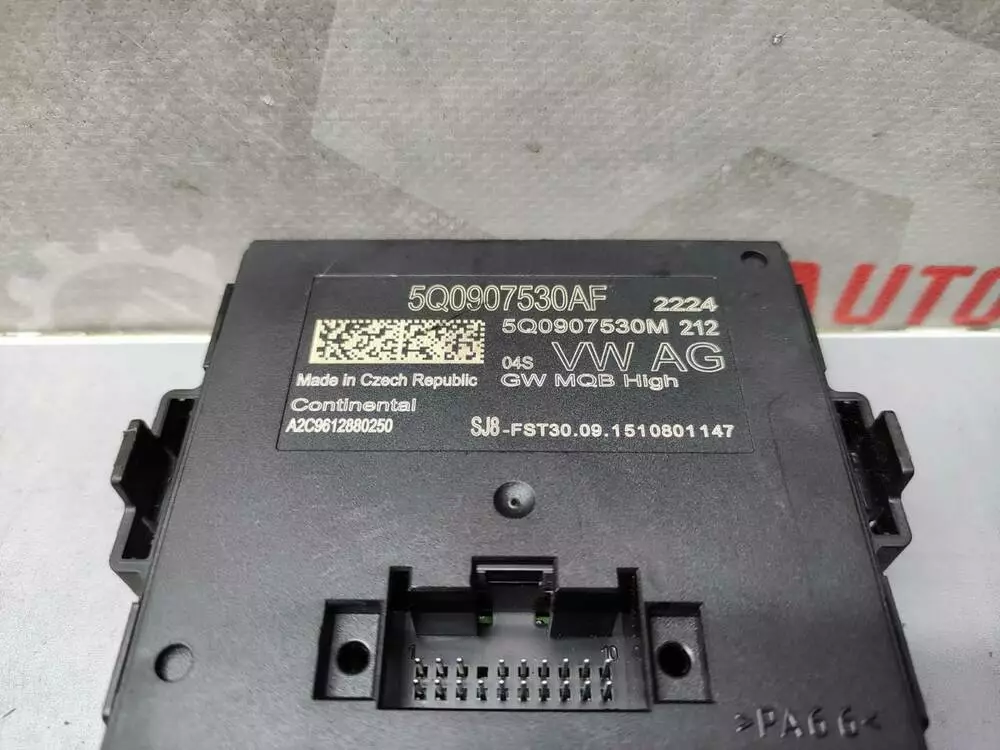 AUTO
5Q0907530AF 2224
5Q0907530M 212
04S VW AG
Made in Czech Republic GW MQB High
Continental
A2C9612880250 SJ8-FST30.09.1510801147
1 10
>PA66<